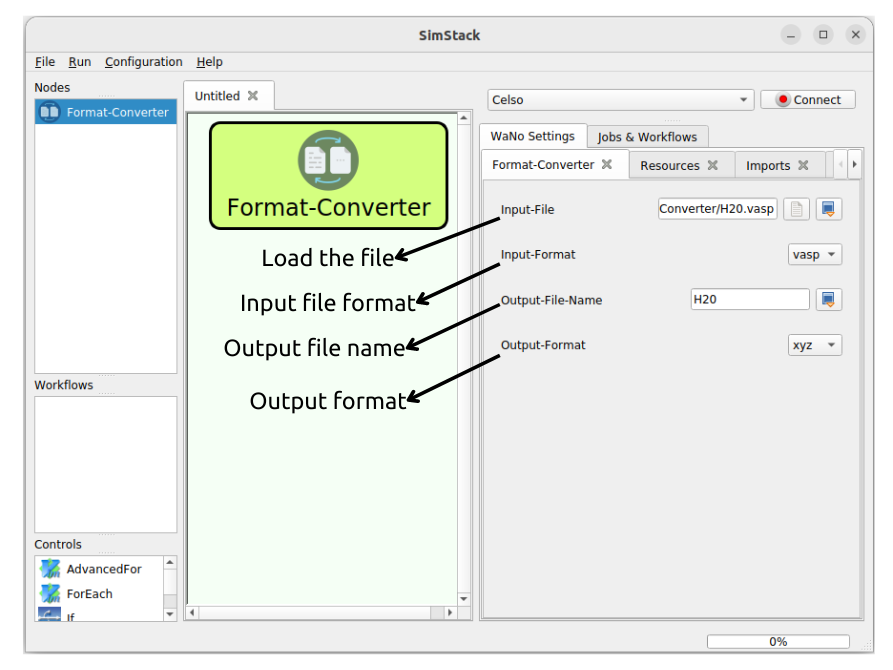 SimStack
File Run Configuration Help
Nodes
Format-Converter
Workflows
Controls
AdvancedFor
ForEach
If
Untitled
Format-Converter
Load the file
Input file format
Output file name
Output format
Celso
Connect
WaNo Settings
Jobs & Workflows
Format-Converter
Resources
Imports
Input-File
Converter/H20.vasp
Input-Format
vasp
Output-File-Name
H20
Output-Format
xyz
0%